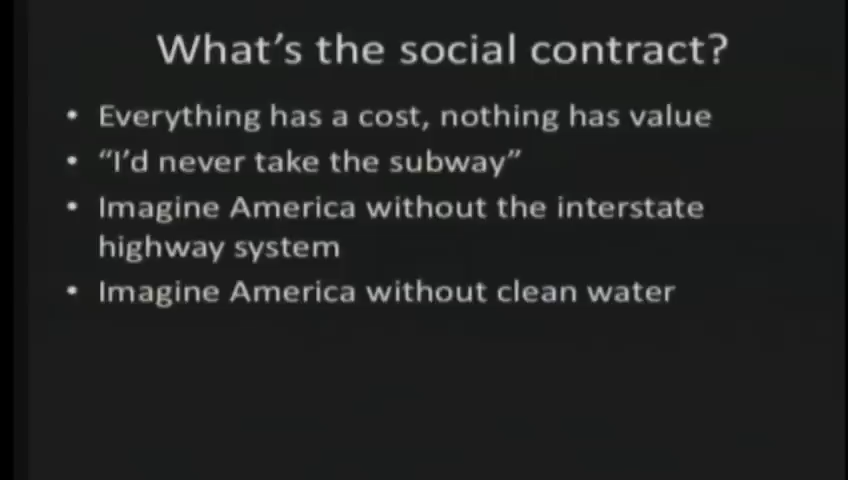 What's the social contract?
• Everything has a cost, nothing has value
• "I'd never take the subway"
• Imagine America without the interstate
highway system
• Imagine America without clean water